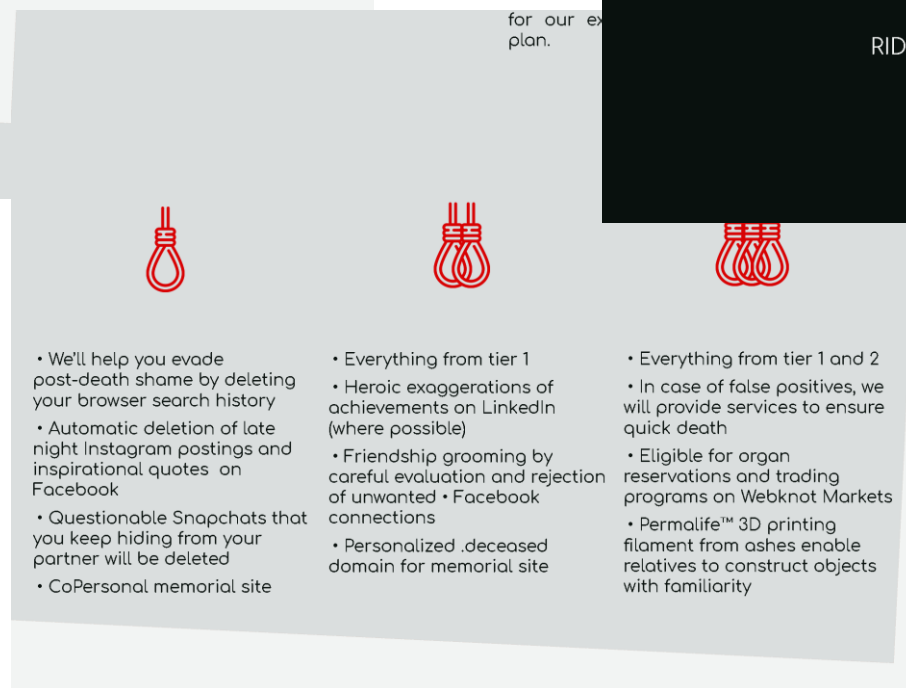 for our ex
plan.
RID
• We'll help you evade
post-death shame by deleting
your browser search history
• Automatic deletion of late
night Instagram postings and
inspirational quotes on
Facebook
• Questionable Snapchats that
you keep hiding from your
partner will be deleted
• CoPersonal memorial site
• Everything from tier 1
• Heroic exaggerations of
achievements on LinkedIn
(where possible)
• Friendship grooming by
careful evaluation and rejection
of unwanted • Facebook
connections
• Personalized .deceased
domain for memorial site
• Everything from tier 1 and 2
• In case of false positives, we
will provide services to ensure
quick death
• Eligible for organ
reservations and trading
programs on Webknot Markets
• Permalife™ 3D printing
filament from ashes enable
relatives to construct objects
with familiarity